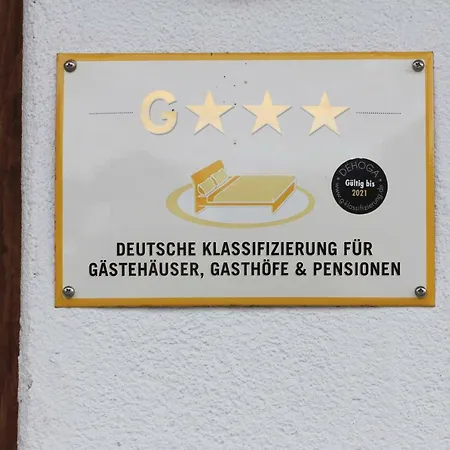 G★★★
DEHOGA
Gültig bis
2021
www.g-klassifizierung.de
DEUTSCHE KLASSIFIZIERUNG FÜR
GÄSTEHÄUSER, GASTHÖFE & PENSIONEN